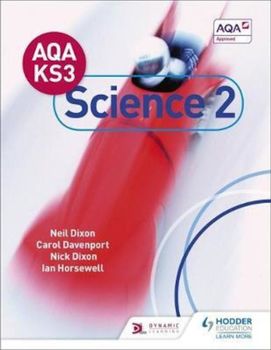 AQA
Approved
AQA
KS3
Science 2
Neil Dixon
Carol Davenport
Nick Dixon
Ian Horsewell
DYNAMIC
LEARNING
HODDER
EDUCATION
LEARN MORE